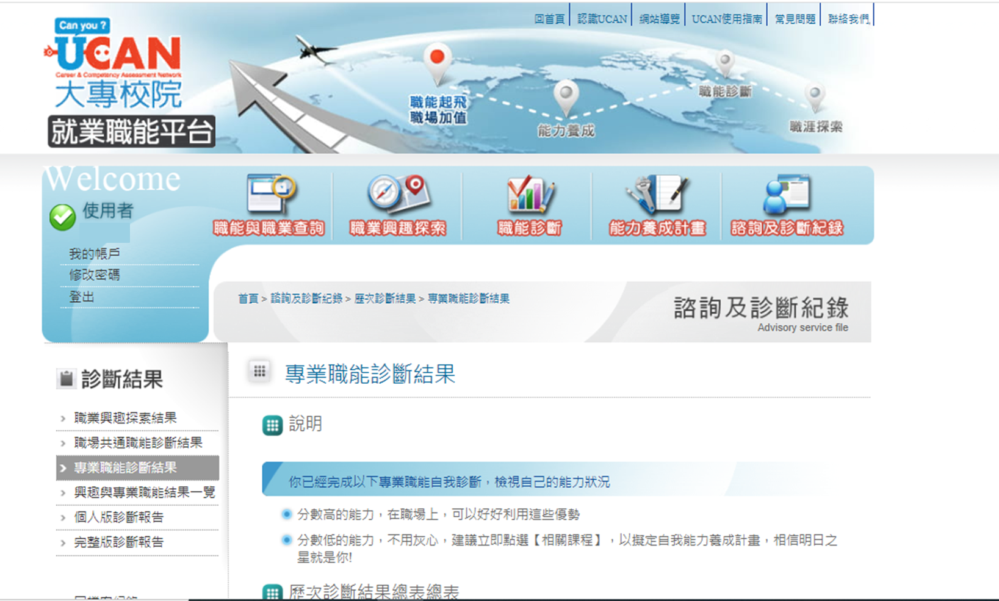 回首頁 認識UCAN 網站導覽 UCAN使用指南 常見問題 聯絡我們
Can you ?
UCAN
Career & Competency Assessment Network
大專校院
就業職能平台
職能起飛
職場加值
能力養成
職能診斷
職涯探索
Welcome
使用者
我的帳戶
修改密碼
登出
職能與職業查詢 職業興趣探索 職能診斷 能力養成計畫 諮詢及診斷紀錄
首頁 > 諮詢及診斷紀錄 > 歷次診斷結果 > 專業職能診斷結果
諮詢及診斷紀錄
Advisory service file
診斷結果
職業興趣探索結果
職場共通職能診斷結果
專業職能診斷結果
興趣與專業職能結果一覽
個人版診斷報告
完整版診斷報告
專業職能診斷結果
說明
你已經完成以下專業職能自我診斷，檢視自己的能力狀況
分數高的能力，在職場上，可以好好利用這些優勢
分數低的能力，不用灰心，建議立即點選【相關課程】，以擬定自我能力養成計畫，相信明日之
星就是你!
歷次診斷結果總表總表